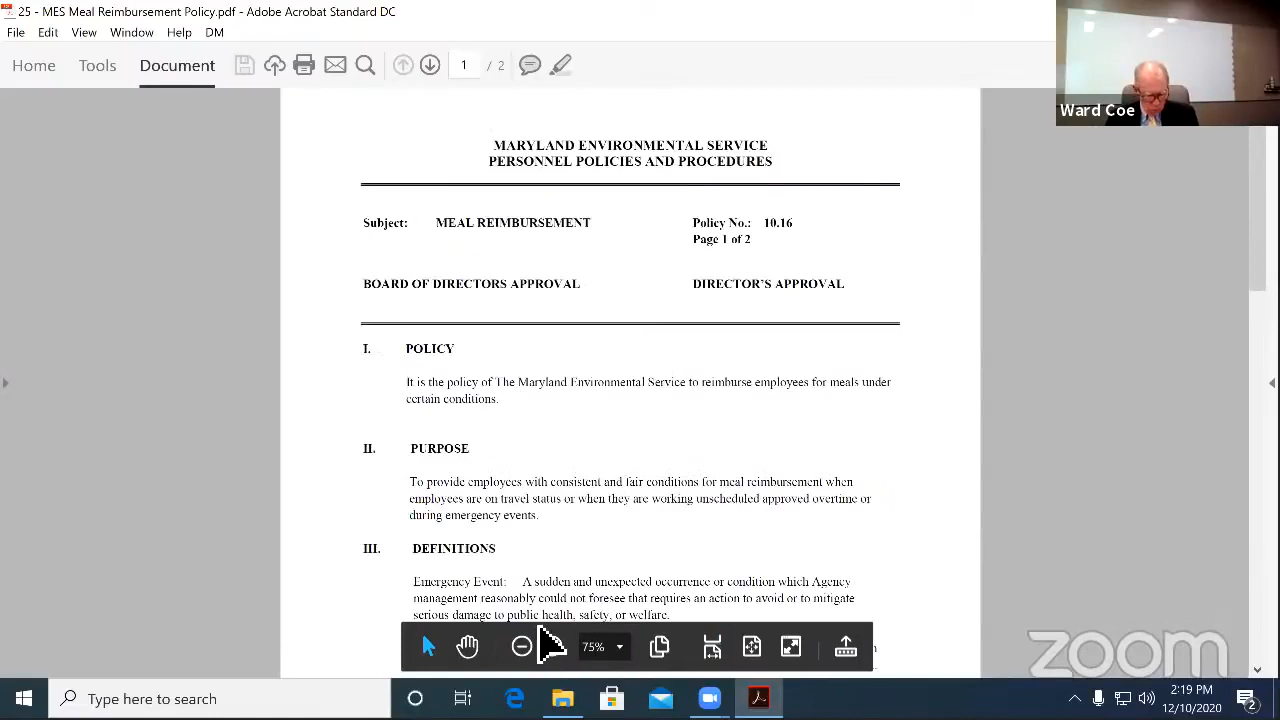 25 - MES Meal Reimbursement Policy.pdf - Adobe Acrobat Standard DC
File Edit View Window Help DM
Home Tools Document 1 / 2
Ward Coe
MARYLAND ENVIRONMENTAL SERVICE
PERSONNEL POLICIES AND PROCEDURES
Subject: MEAL REIMBURSEMENT Policy No.: 10.16
Page 1 of 2
BOARD OF DIRECTORS APPROVAL DIRECTOR'S APPROVAL
I. POLICY
It is the policy of The Maryland Environmental Service to reimburse employees for meals under
certain conditions.
II. PURPOSE
To provide employees with consistent and fair conditions for meal reimbursement when
employees are on travel status or when they are working unscheduled approved overtime or
during emergency events.
III. DEFINITIONS
Emergency Event: A sudden and unexpected occurrence or condition which Agency
management reasonably could not foresee that requires an action to avoid or to mitigate
serious damage to public health, safety, or welfare.
75%
zoom
Type here to search
2:19 PM
12/10/2020
2